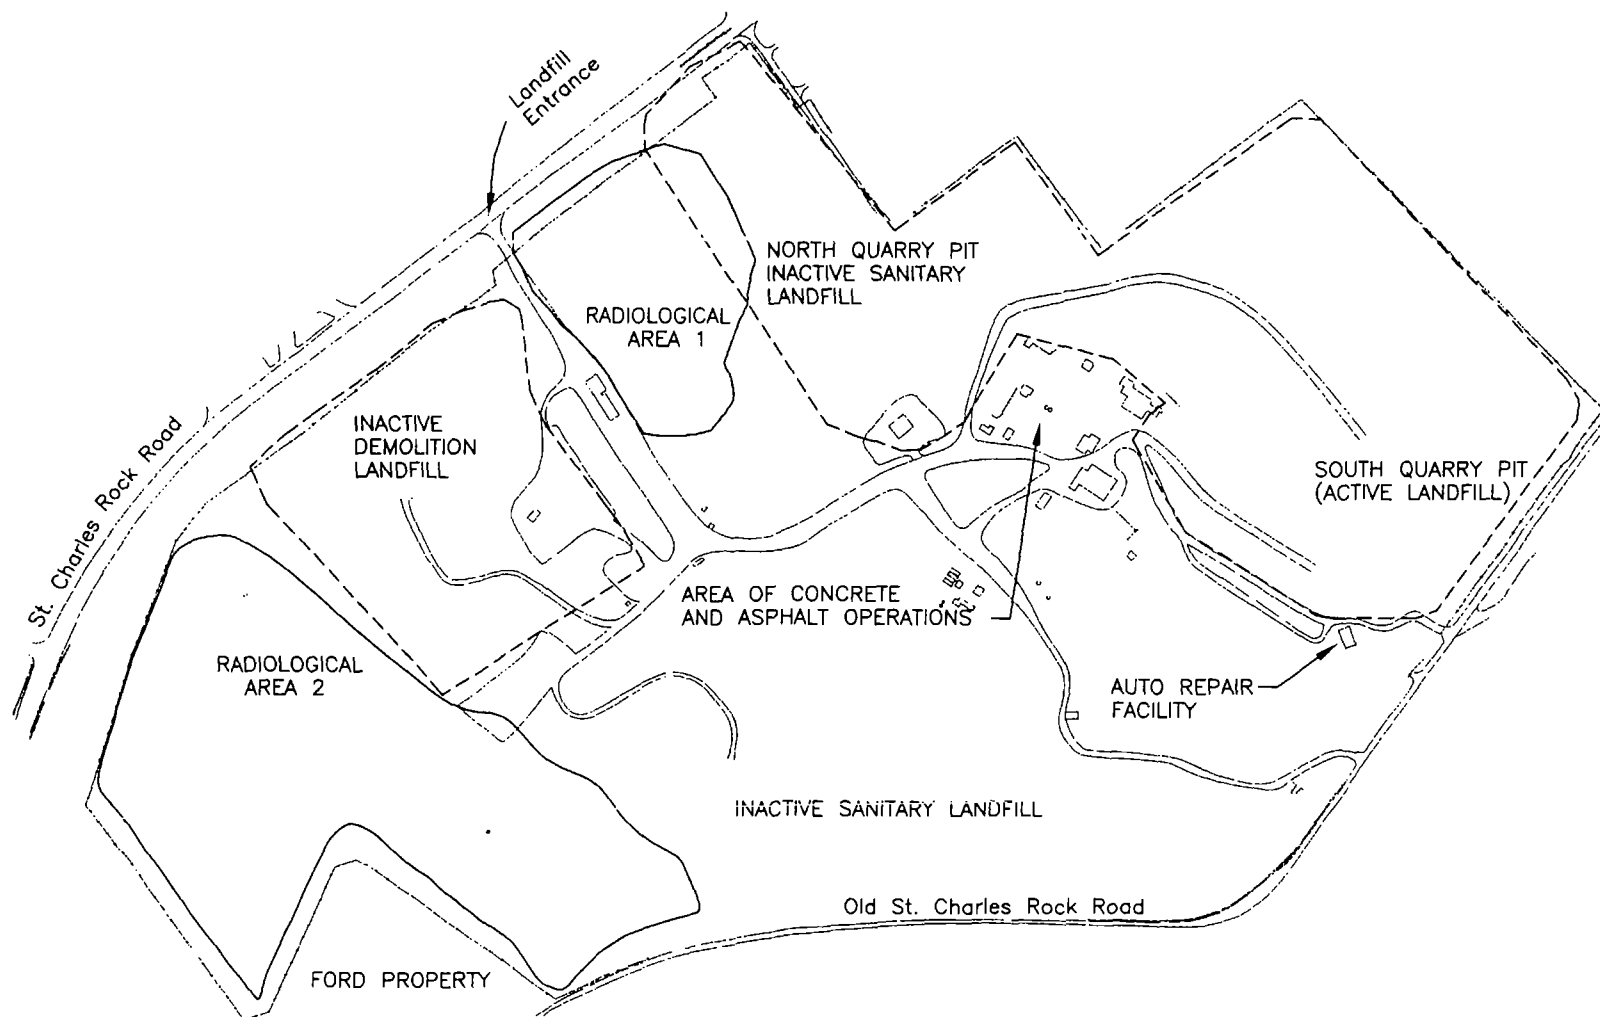 Landfill
Entrance
NORTH QUARRY PIT
INACTIVE SANITARY
LANDFILL
RADIOLOGICAL
AREA 1
St. Charles Rock Road
INACTIVE
DEMOLITION
LANDFILL
SOUTH QUARRY PIT
(ACTIVE LANDFILL)
AREA OF CONCRETE
AND ASPHALT OPERATIONS
RADIOLOGICAL
AREA 2
AUTO REPAIR
FACILITY
INACTIVE SANITARY LANDFILL
Old St. Charles Rock Road
FORD PROPERTY